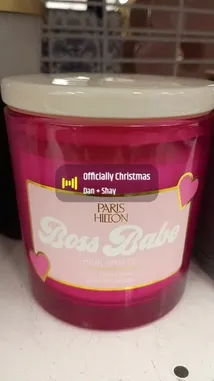 Officially Christmas
Dan + Shay
PARIS
HILTON
Boss Babe